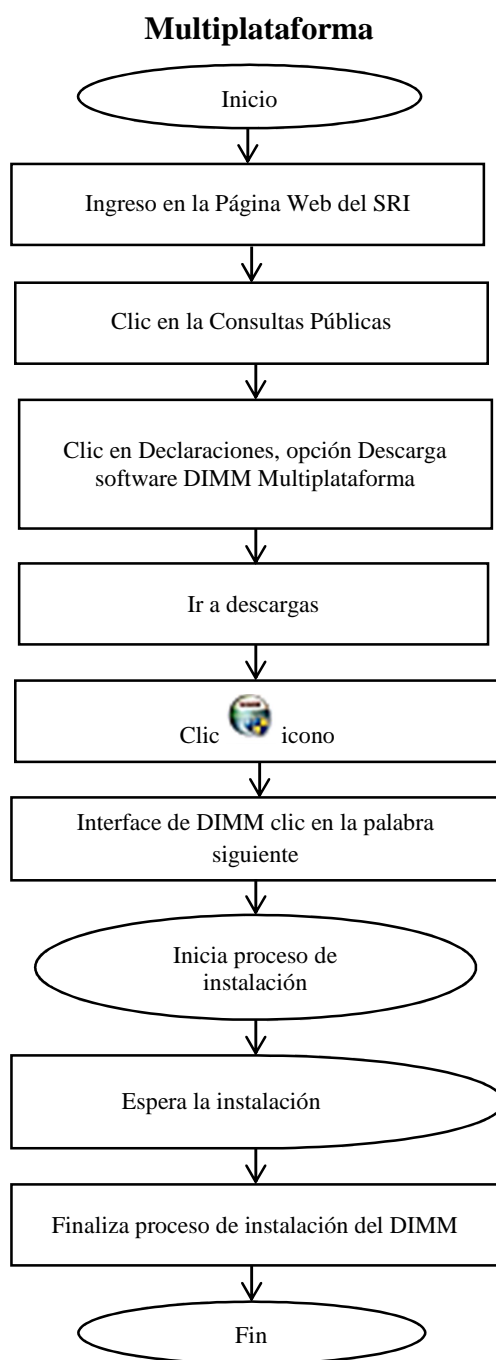 Multiplataforma
Inicio
Ingreso en la Página Web del SRI
Clic en la Consultas Públicas
Clic en Declaraciones, opción Descarga
software DIMM Multiplataforma
Ir a descargas
Clic icono
Interface de DIMM clic en la palabra
siguiente
Inicia proceso de
instalación
Espera la instalación
Finaliza proceso de instalación del DIMM
Fin